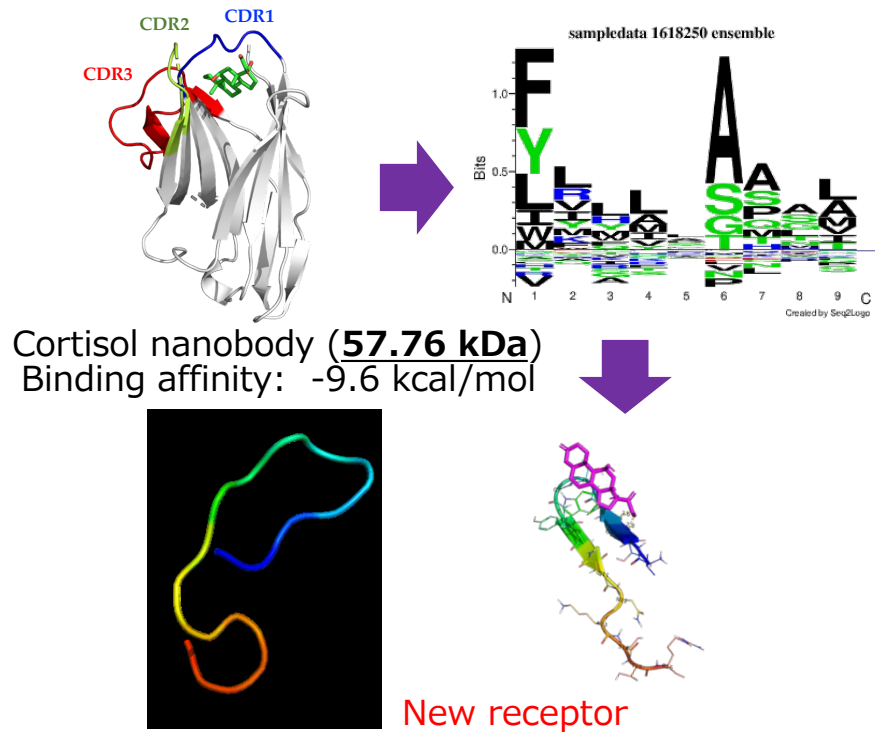 CDR2
CDR1
CDR3
sampledata 1618250 ensemble
Bits
1.0
0.5
0.0
N 1 2 3 4 5 6 7 8 9 C
Created by Seq2Logo
Cortisol nanobody (57.76 kDa)
Binding affinity: -9.6 kcal/mol
New receptor